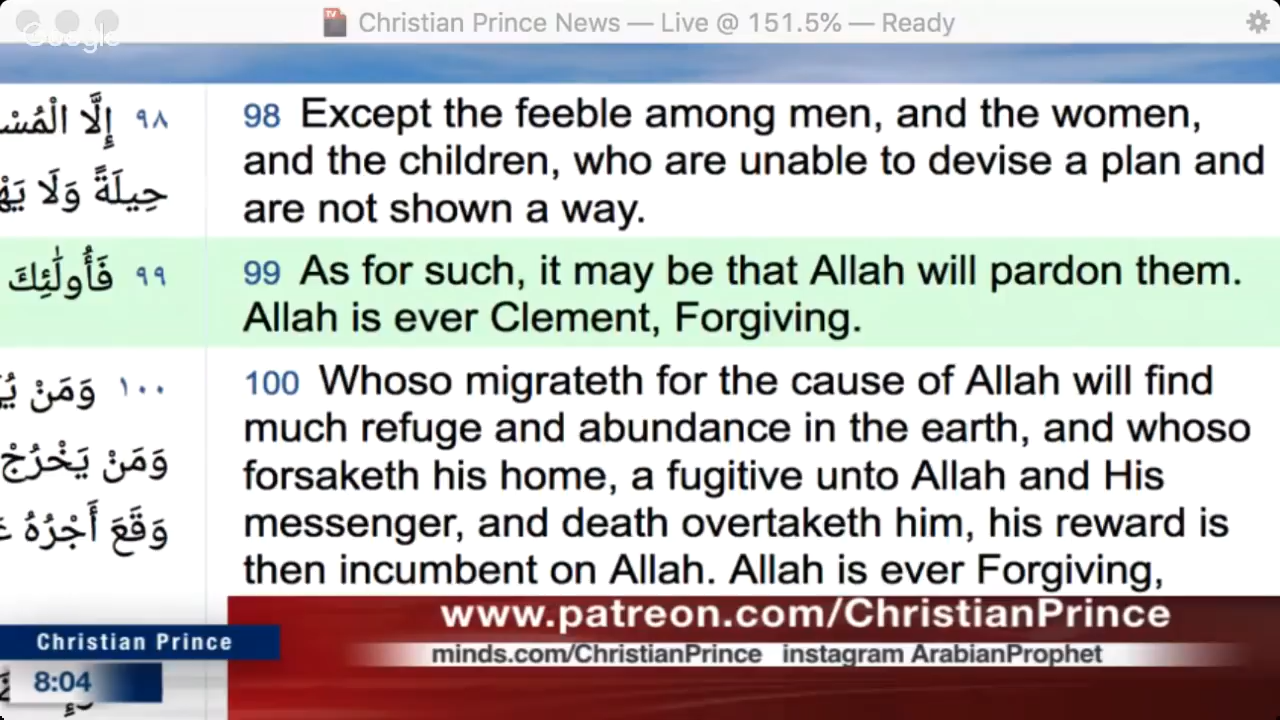 Christian Prince News — Live @ 151.5% — Ready
Google
98 Except the feeble among men, and the women,
and the children, who are unable to devise a plan and
are not shown a way.
٩٨ إِلَّا
حِيلَةً وَلَا
99 As for such, it may be that Allah will pardon them.
Allah is ever Clement, Forgiving.
٩٩ فَأُولَٰئِكَ
100 Whoso migrateth for the cause of Allah will find
much refuge and abundance in the earth, and whoso
forsaketh his home, a fugitive unto Allah and His
messenger, and death overtaketh him, his reward is
then incumbent on Allah. Allah is ever Forgiving,
١٠٠ وَمَنْ
وَمَنْ يَخْرُجْ
وَقَعَ أَجْرُهُ
www.patreon.com/ChristianPrince
Christian Prince
minds.com/ChristianPrince instagram ArabianProphet
8:04